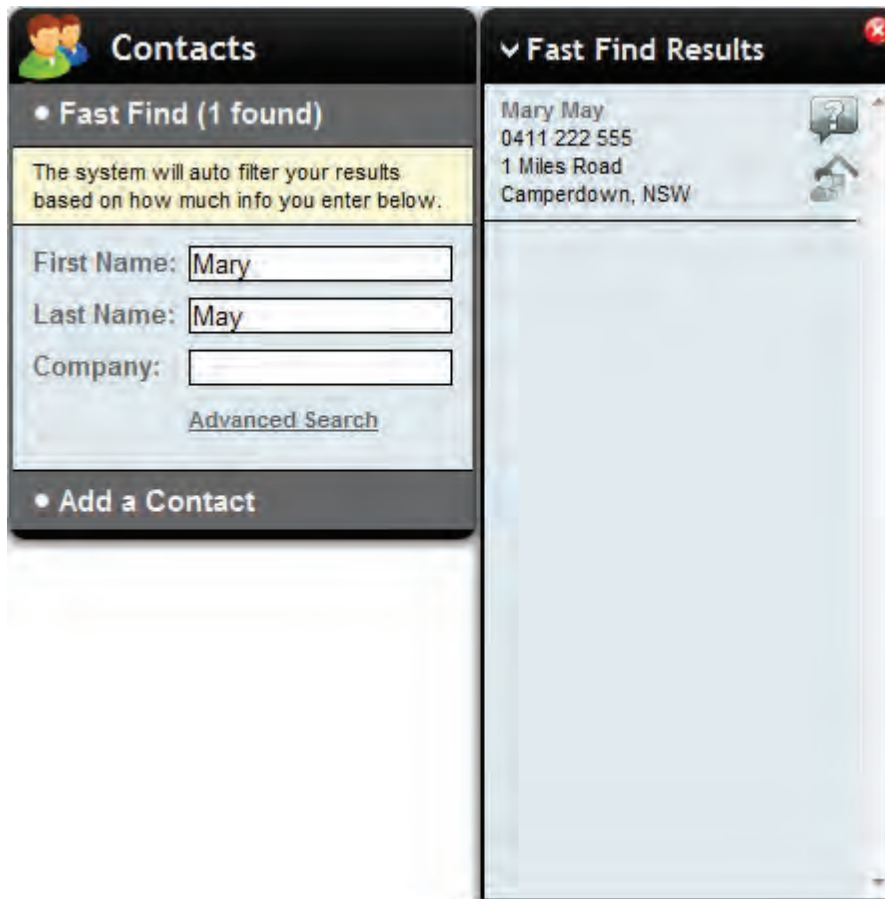 Contacts
• Fast Find (1 found)
The system will auto filter your results
based on how much info you enter below.
First Name: Mary
Last Name: May
Company:
Advanced Search
• Add a Contact
Fast Find Results
Mary May
0411 222 555
1 Miles Road
Camperdown, NSW
?